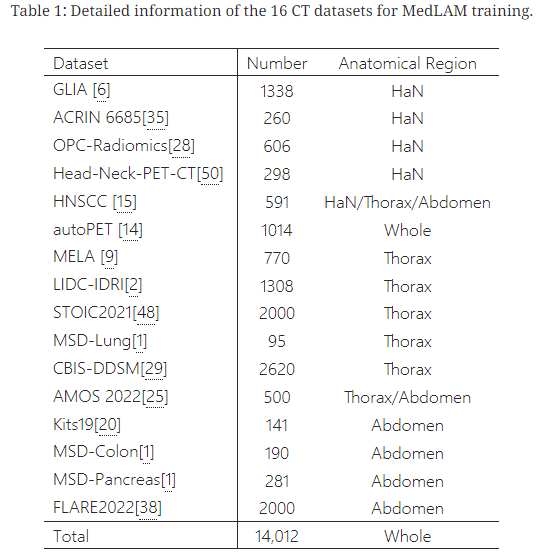 Table 1: Detailed information of the 16 CT datasets for MedLAM training.
Dataset Number Anatomical Region
GLIA [6] 1338 HaN
ACRIN 6685[35] 260 HaN
OPC-Radiomics[28] 606 HaN
Head-Neck-PET-CT[50] 298 HaN
HNSCC [15] 591 HaN/Thorax/Abdomen
autoPET [14] 1014 Whole
MELA [9] 770 Thorax
LIDC-IDRI[2] 1308 Thorax
STOIC2021[48] 2000 Thorax
MSD-Lung[1] 95 Thorax
CBIS-DDSM[29] 2620 Thorax
AMOS 2022[25] 500 Thorax/Abdomen
Kits19[20] 141 Abdomen
MSD-Colon[1] 190 Abdomen
MSD-Pancreas[1] 281 Abdomen
FLARE2022[38] 2000 Abdomen
Total 14,012 Whole